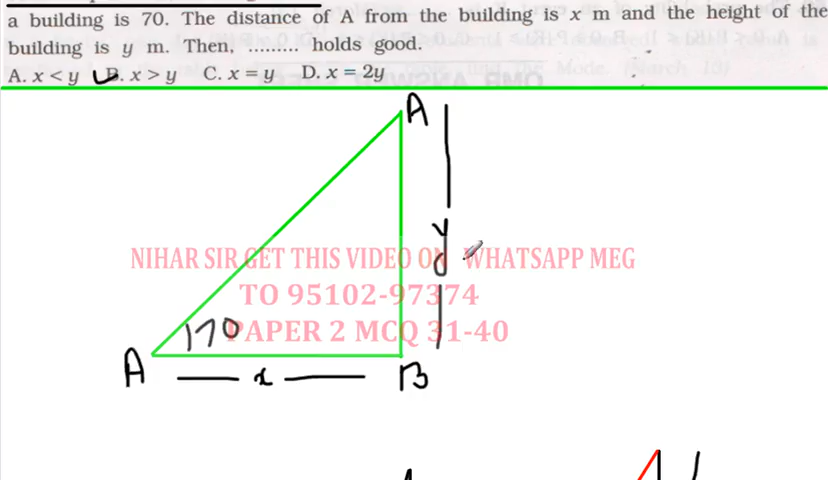 a building is 70. The distance of A from the building is x m and the height of the
building is y m. Then, ........ holds good.
A. x < y B. x > y C. x = y D. x = 2y
A
y
NIHAR SIR GET THIS VIDEO ON WHATSAPP MEG
TO 95102-97374
170
PAPER 2 MCQ 31-40
A x B